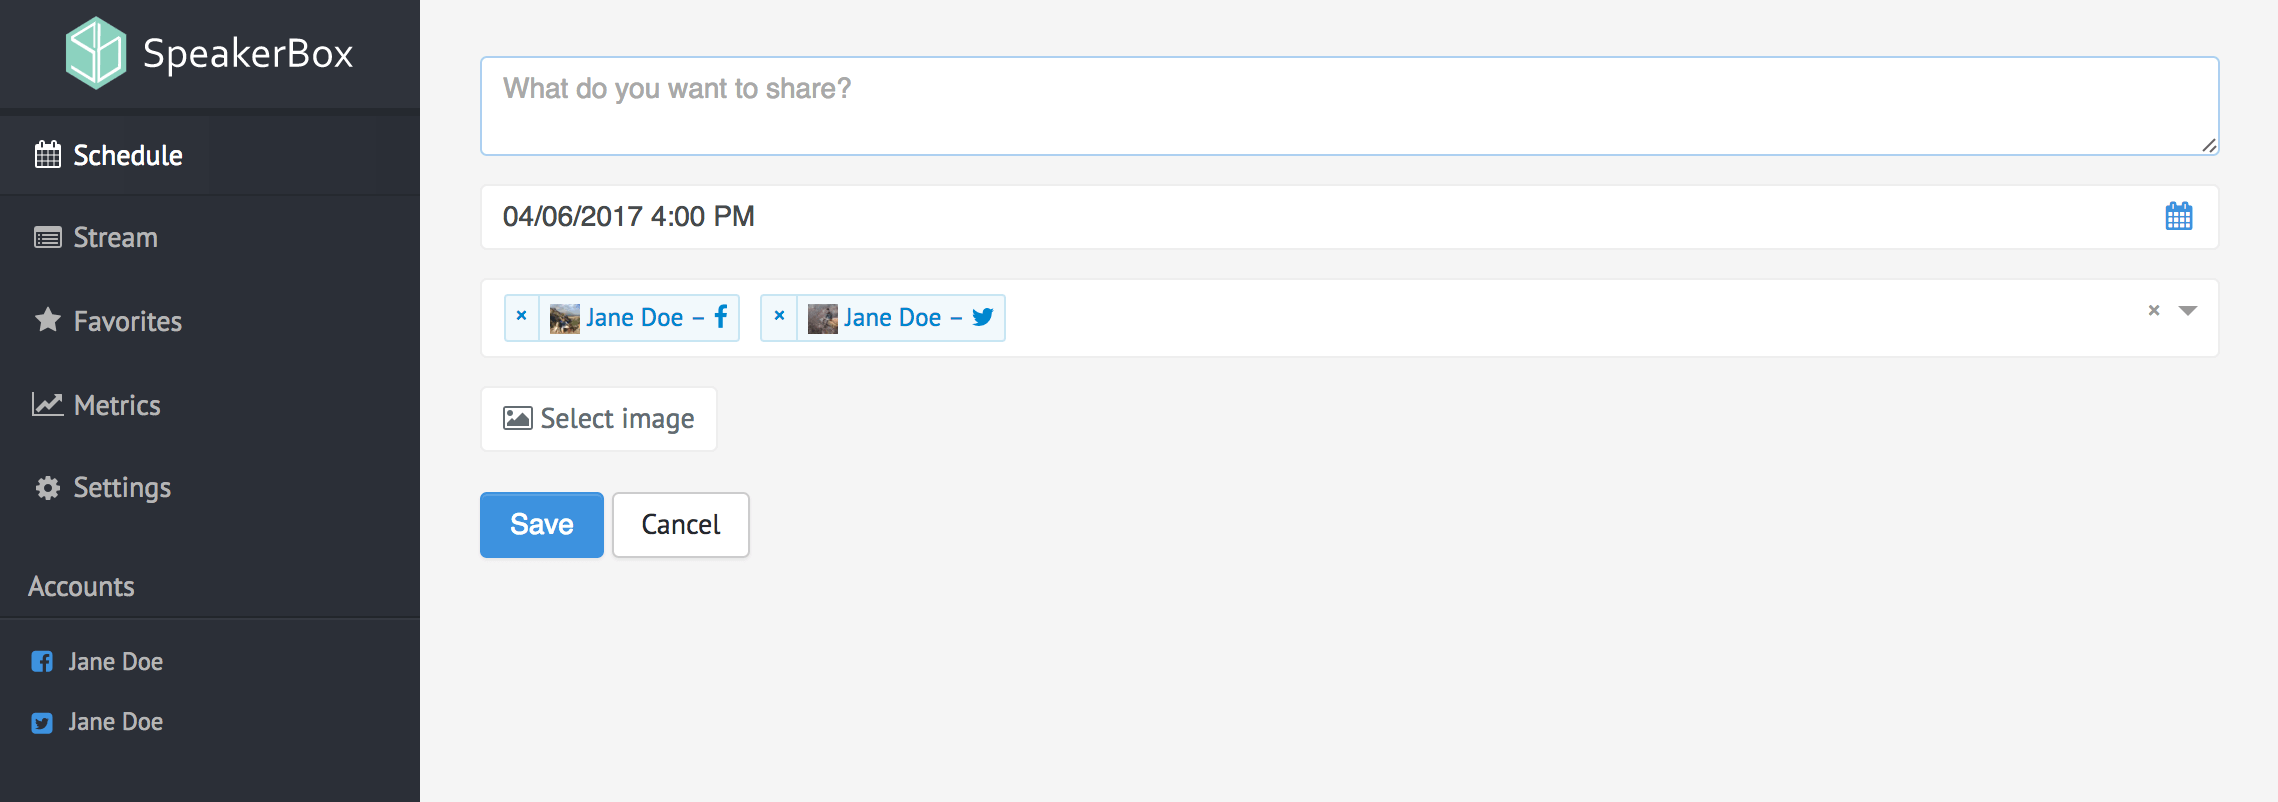 SpeakerBox
Schedule
Stream
Favorites
Metrics
Settings
Accounts
Jane Doe
Jane Doe
What do you want to share?
04/06/2017 4:00 PM
× Jane Doe – × Jane Doe – ×
Select image
Save Cancel